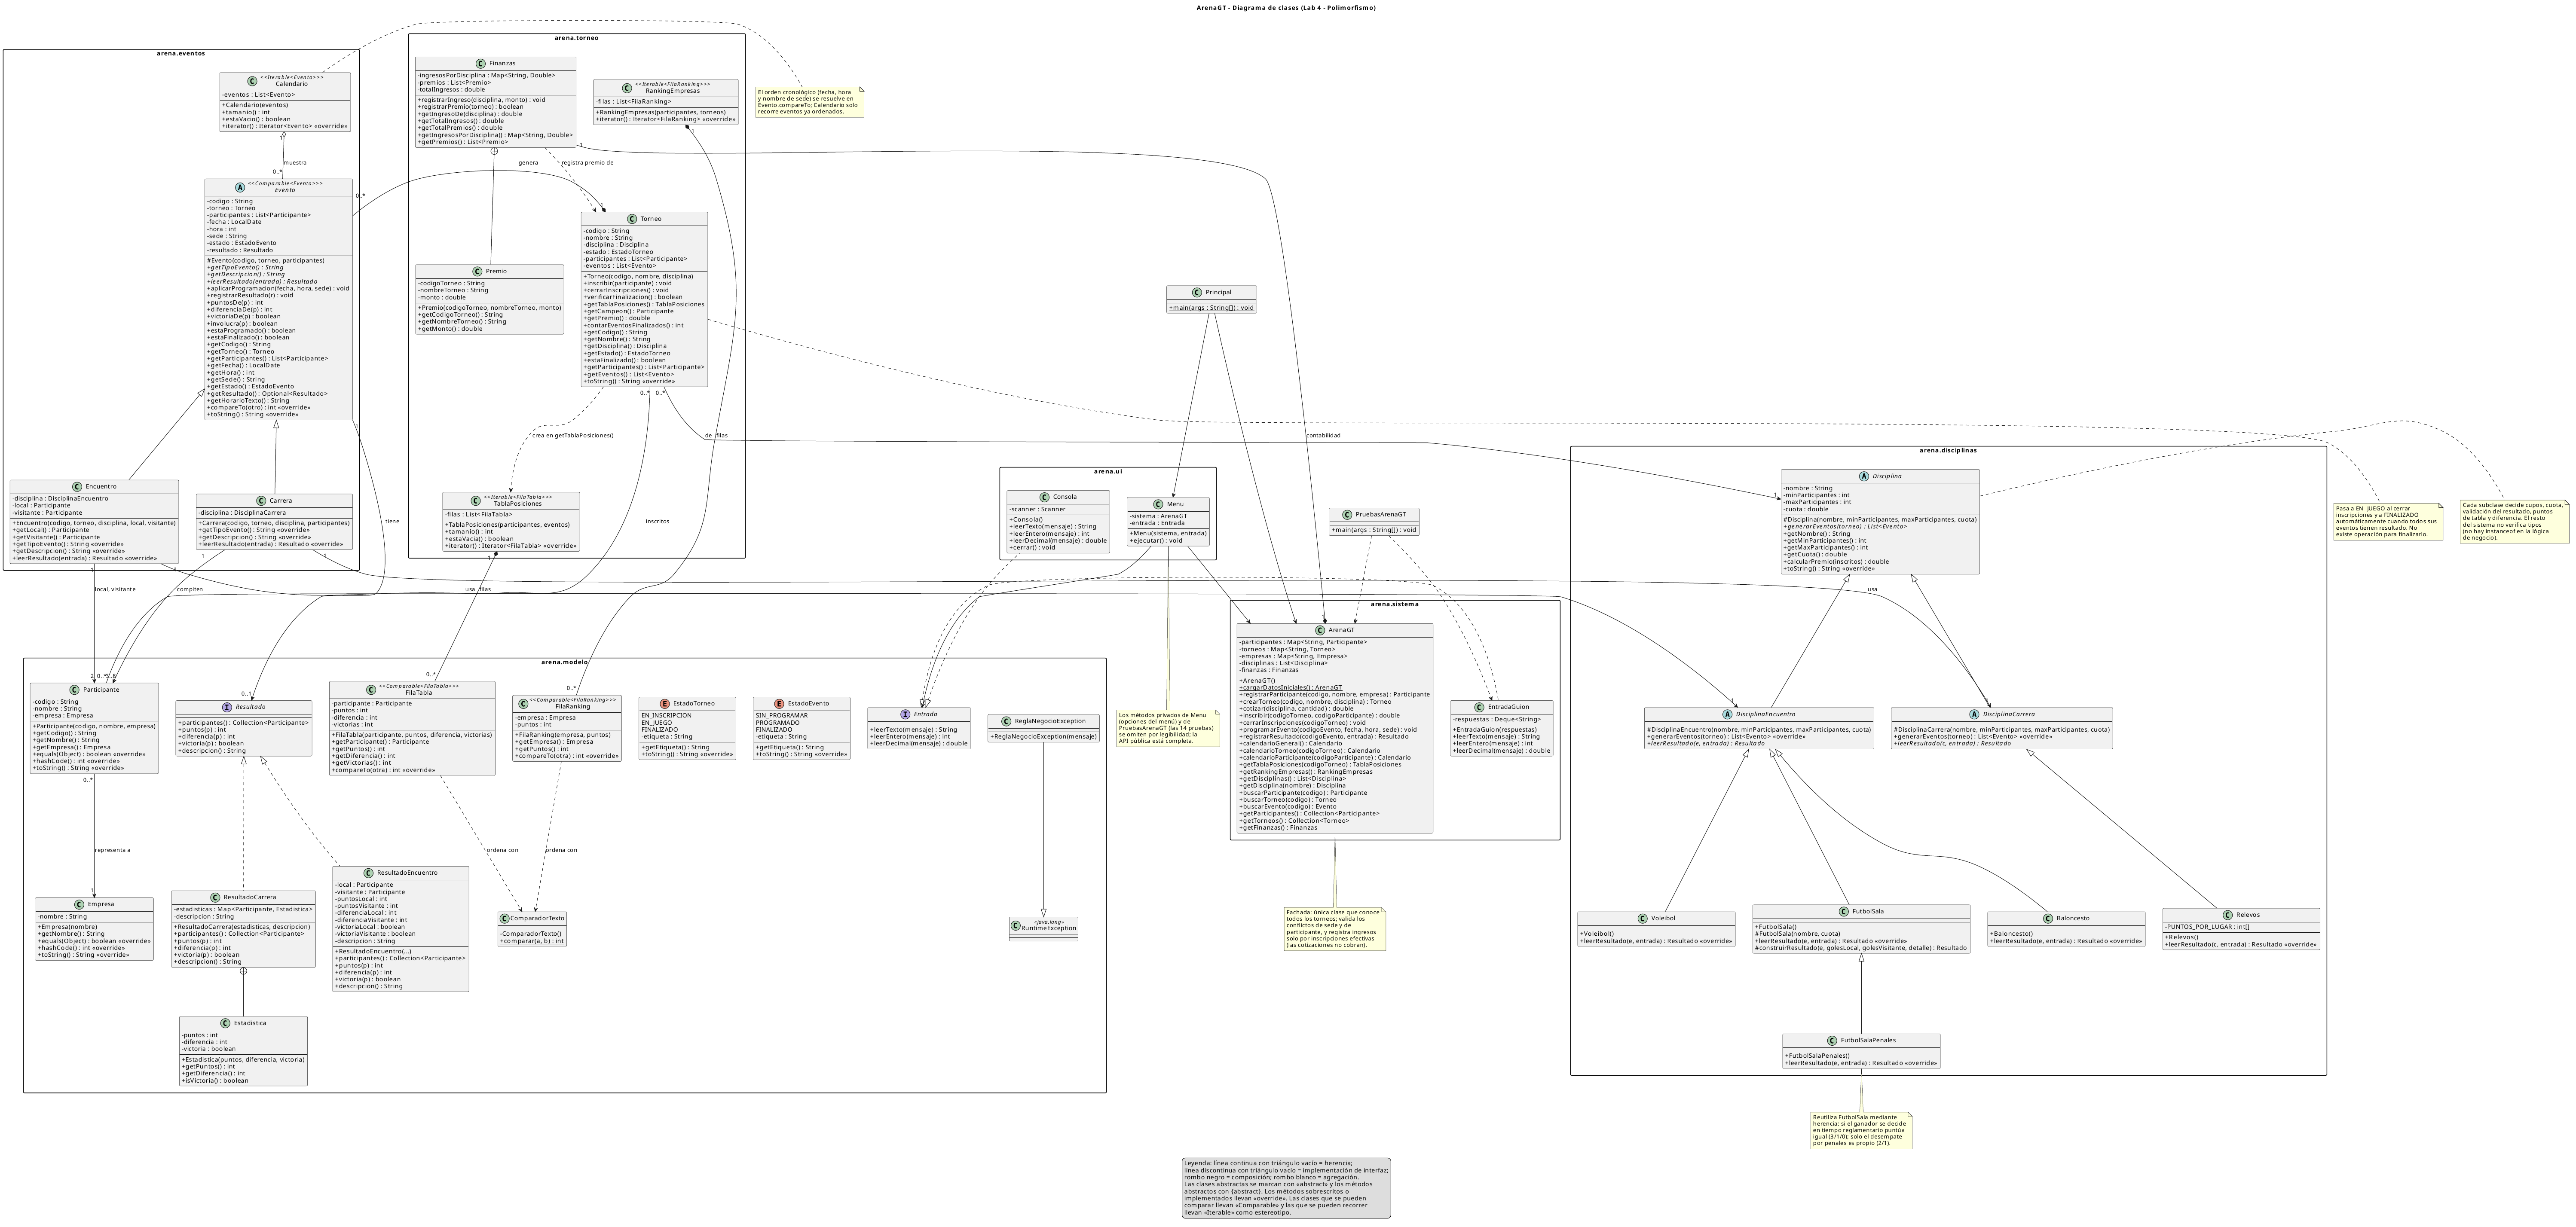 ArenaGT - Diagrama de clases (Lab 4 - Polimorfismo)
arena.eventos
<<Iterable<Evento>>>
Calendario
-eventos : List<Evento>
+Calendario(eventos)
+tamanio() : int
+estaVacio() : boolean
+iterator() : Iterator<Evento> «override»
1
muestra
0..*
<<Comparable<Evento>>>
Evento
-codigo : String
-torneo : Torneo
-participantes : List<Participante>
-fecha : LocalDate
-hora : int
-sede : String
-estado : EstadoEvento
-resultado : Resultado
#Evento(codigo, torneo, participantes)
+getTipoEvento() : String
+getDescripcion() : String
+leerResultado(entrada) : Resultado
+aplicarProgramacion(fecha, hora, sede) : void
+registrarResultado(r) : void
+puntosDe(p) : int
+diferenciaDe(p) : int
+victoriaDe(p) : boolean
+involucra(p) : boolean
+estaProgramado() : boolean
+estaFinalizado() : boolean
+getCodigo() : String
+getTorneo() : Torneo
+getParticipantes() : List<Participante>
+getFecha() : LocalDate
+getHora() : int
+getSede() : String
+getEstado() : EstadoEvento
+getResultado() : Optional<Resultado>
+getHorarioTexto() : String
+compareTo(otro) : int «override»
+toString() : String «override»
0..*
1
Encuentro
-disciplina : DisciplinaEncuentro
-local : Participante
-visitante : Participante
+Encuentro(codigo, torneo, disciplina, local, visitante)
+getLocal() : Participante
+getVisitante() : Participante
+getTipoEvento() : String «override»
+getDescripcion() : String «override»
+leerResultado(entrada) : Resultado «override»
Carrera
-disciplina : DisciplinaCarrera
+Carrera(codigo, torneo, disciplina, participantes)
+getTipoEvento() : String «override»
+getDescripcion() : String «override»
+leerResultado(entrada) : Resultado «override»
1
1
1
1
local, visitante
compiten
tiene
arena.torneo
Finanzas
-ingresosPorDisciplina : Map<String, Double>
-premios : List<Premio>
-totalIngresos : double
+registrarIngreso(disciplina, monto) : void
+registrarPremio(torneo) : boolean
+getIngresoDe(disciplina) : double
+getTotalIngresos() : double
+getTotalPremios() : double
+getIngresosPorDisciplina() : Map<String, Double>
+getPremios() : List<Premio>
<<Iterable<FilaRanking>>>
RankingEmpresas
-filas : List<FilaRanking>
+RankingEmpresas(participantes, torneos)
+iterator() : Iterator<FilaRanking> «override»
1
1
genera
registra premio de
1
Torneo
-codigo : String
-nombre : String
-disciplina : Disciplina
-estado : EstadoTorneo
-participantes : List<Participante>
-eventos : List<Evento>
+Torneo(codigo, nombre, disciplina)
+inscribir(participante) : void
+cerrarInscripciones() : void
+verificarFinalizacion() : boolean
+getTablaPosiciones() : TablaPosiciones
+getCampeon() : Participante
+getPremio() : double
+contarEventosFinalizados() : int
+getCodigo() : String
+getNombre() : String
+getDisciplina() : Disciplina
+getEstado() : EstadoTorneo
+estaFinalizado() : boolean
+getParticipantes() : List<Participante>
+getEventos() : List<Evento>
+toString() : String «override»
Premio
-codigoTorneo : String
-nombreTorneo : String
-monto : double
+Premio(codigoTorneo, nombreTorneo, monto)
+getCodigoTorneo() : String
+getNombreTorneo() : String
+getMonto() : double
0..*
0..*
crea en getTablaPosiciones()
de
filas
contabilidad
<<Iterable<FilaTabla>>>
TablaPosiciones
-filas : List<FilaTabla>
+TablaPosiciones(participantes, eventos)
+tamanio() : int
+estaVacia() : boolean
+iterator() : Iterator<FilaTabla> «override»
1
inscritos
usa
filas
El orden cronológico (fecha, hora
y nombre de sede) se resuelve en
Evento.compareTo; Calendario solo
recorre eventos ya ordenados.
Principal
+main(args : String[]) : void
arena.ui
Consola
-scanner : Scanner
+Consola()
+leerTexto(mensaje) : String
+leerEntero(mensaje) : int
+leerDecimal(mensaje) : double
+cerrar() : void
Menu
-sistema : ArenaGT
-entrada : Entrada
+Menu(sistema, entrada)
+ejecutar() : void
PruebasArenaGT
+main(args : String[]) : void
arena.disciplinas
1
Disciplina
-nombre : String
-minParticipantes : int
-maxParticipantes : int
-cuota : double
#Disciplina(nombre, minParticipantes, maxParticipantes, cuota)
+generarEventos(torneo) : List<Evento>
+getNombre() : String
+getMinParticipantes() : int
+getMaxParticipantes() : int
+getCuota() : double
+calcularPremio(inscritos) : double
+toString() : String «override»
usa
Pasa a EN_JUEGO al cerrar
inscripciones y a FINALIZADO
automáticamente cuando todos sus
eventos tienen resultado. No
existe operación para finalizarlo.
Cada subclase decide cupos, cuota,
validación del resultado, puntos
de tabla y diferencia. El resto
del sistema no verifica tipos
(no hay instanceof en la lógica
de negocio).
arena.modelo
2
0..*
Participante
-codigo : String
-nombre : String
-empresa : Empresa
+Participante(codigo, nombre, empresa)
+getCodigo() : String
+getNombre() : String
+getEmpresa() : Empresa
+equals(Object) : boolean «override»
+hashCode() : int «override»
+toString() : String «override»
0..*
representa a
1
Empresa
-nombre : String
+Empresa(nombre)
+getNombre() : String
+equals(Object) : boolean «override»
+hashCode() : int «override»
+toString() : String «override»
0..1
Resultado
+participantes() : Collection<Participante>
+puntos(p) : int
+diferencia(p) : int
+victoria(p) : boolean
+descripcion() : String
ResultadoCarrera
-estadisticas : Map<Participante, Estadistica>
-descripcion : String
+ResultadoCarrera(estadisticas, descripcion)
+participantes() : Collection<Participante>
+puntos(p) : int
+diferencia(p) : int
+victoria(p) : boolean
+descripcion() : String
Estadistica
-puntos : int
-diferencia : int
-victoria : boolean
+Estadistica(puntos, diferencia, victoria)
+getPuntos() : int
+getDiferencia() : int
+isVictoria() : boolean
ResultadoEncuentro
-local : Participante
-visitante : Participante
-puntosLocal : int
-puntosVisitante : int
-diferenciaLocal : int
-diferenciaVisitante : int
-victoriaLocal : boolean
-victoriaVisitante : boolean
-descripcion : String
+ResultadoEncuentro(...)
+participantes() : Collection<Participante>
+puntos(p) : int
+diferencia(p) : int
+victoria(p) : boolean
+descripcion() : String
0..*
<<Comparable<FilaTabla>>>
FilaTabla
-participante : Participante
-puntos : int
-diferencia : int
-victorias : int
+FilaTabla(participante, puntos, diferencia, victorias)
+getParticipante() : Participante
+getPuntos() : int
+getDiferencia() : int
+getVictorias() : int
+compareTo(otra) : int «override»
0..*
<<Comparable<FilaRanking>>>
FilaRanking
-empresa : Empresa
-puntos : int
+FilaRanking(empresa, puntos)
+getEmpresa() : Empresa
+getPuntos() : int
+compareTo(otra) : int «override»
ordena con
ordena con
ComparadorTexto
-ComparadorTexto()
+comparar(a, b) : int
EstadoTorneo
EN_INSCRIPCION
EN_JUEGO
FINALIZADO
-etiqueta : String
+getEtiqueta() : String
+toString() : String «override»
EstadoEvento
SIN_PROGRAMAR
PROGRAMADO
FINALIZADO
-etiqueta : String
+getEtiqueta() : String
+toString() : String «override»
Entrada
+leerTexto(mensaje) : String
+leerEntero(mensaje) : int
+leerDecimal(mensaje) : double
ReglaNegocioException
+ReglaNegocioException(mensaje)
«java.lang»
RuntimeException
Los métodos privados de Menu
(opciones del menú) y de
PruebasArenaGT (las 14 pruebas)
se omiten por legibilidad; la
API pública está completa.
arena.sistema
1
ArenaGT
-participantes : Map<String, Participante>
-torneos : Map<String, Torneo>
-empresas : Map<String, Empresa>
-disciplinas : List<Disciplina>
-finanzas : Finanzas
+ArenaGT()
+cargarDatosIniciales() : ArenaGT
+registrarParticipante(codigo, nombre, empresa) : Participante
+crearTorneo(codigo, nombre, disciplina) : Torneo
+cotizar(disciplina, cantidad) : double
+inscribir(codigoTorneo, codigoParticipante) : double
+cerrarInscripciones(codigoTorneo) : void
+programarEvento(codigoEvento, fecha, hora, sede) : void
+registrarResultado(codigoEvento, entrada) : Resultado
+calendarioGeneral() : Calendario
+calendarioTorneo(codigoTorneo) : Calendario
+calendarioParticipante(codigoParticipante) : Calendario
+getTablaPosiciones(codigoTorneo) : TablaPosiciones
+getRankingEmpresas() : RankingEmpresas
+getDisciplinas() : List<Disciplina>
+getDisciplina(nombre) : Disciplina
+buscarParticipante(codigo) : Participante
+buscarTorneo(codigo) : Torneo
+buscarEvento(codigo) : Evento
+getParticipantes() : Collection<Participante>
+getTorneos() : Collection<Torneo>
+getFinanzas() : Finanzas
EntradaGuion
-respuestas : Deque<String>
+EntradaGuion(respuestas)
+leerTexto(mensaje) : String
+leerEntero(mensaje) : int
+leerDecimal(mensaje) : double
Fachada: única clase que conoce
todos los torneos; valida los
conflictos de sede y de
participante, y registra ingresos
solo por inscripciones efectivas
(las cotizaciones no cobran).
1
DisciplinaEncuentro
#DisciplinaEncuentro(nombre, minParticipantes, maxParticipantes, cuota)
+generarEventos(torneo) : List<Evento> «override»
+leerResultado(e, entrada) : Resultado
1
DisciplinaCarrera
#DisciplinaCarrera(nombre, minParticipantes, maxParticipantes, cuota)
+generarEventos(torneo) : List<Evento> «override»
+leerResultado(c, entrada) : Resultado
Voleibol
+Voleibol()
+leerResultado(e, entrada) : Resultado «override»
FutbolSala
+FutbolSala()
#FutbolSala(nombre, cuota)
+leerResultado(e, entrada) : Resultado «override»
#construirResultado(e, golesLocal, golesVisitante, detalle) : Resultado
Baloncesto
+Baloncesto()
+leerResultado(e, entrada) : Resultado «override»
Relevos
-PUNTOS_POR_LUGAR : int[]
+Relevos()
+leerResultado(c, entrada) : Resultado «override»
FutbolSalaPenales
+FutbolSalaPenales()
+leerResultado(e, entrada) : Resultado «override»
Reutiliza FutbolSala mediante
herencia: si el ganador se decide
en tiempo reglamentario puntúa
igual (3/1/0); solo el desempate
por penales es propio (2/1).
Leyenda: línea continua con triángulo vacío = herencia;
línea discontinua con triángulo vacío = implementación de interfaz;
rombo negro = composición; rombo blanco = agregación.
Las clases abstractas se marcan con «abstract» y los métodos
abstractos con {abstract}. Los métodos sobrescritos o
implementados llevan «override». Las clases que se pueden
comparar llevan «Comparable» y las que se pueden recorrer
llevan «Iterable» como estereotipo.